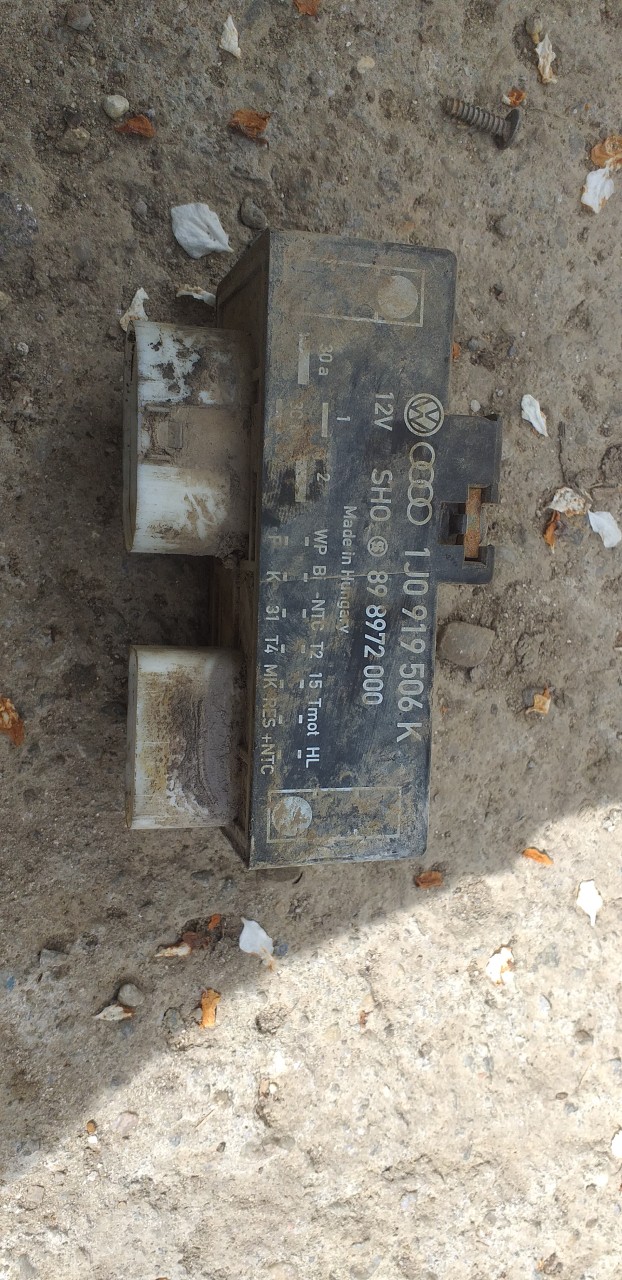 1J0 919 506 K
12V SHO 89 8972 000
Made in Hungary
1
30a 2 WP BI -NTC T2 15 Tmot HL
30 P K 31 T4 MK RES +NTC